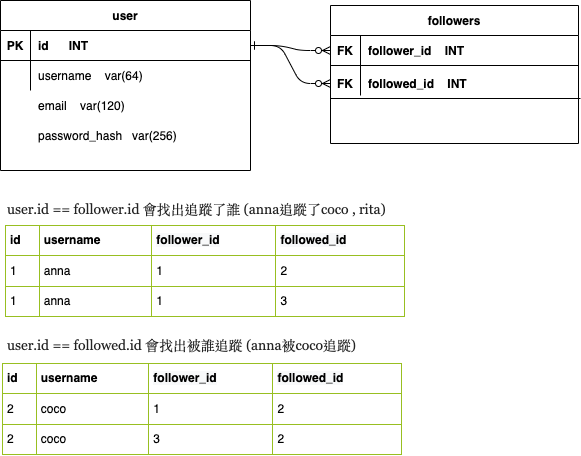 user
PK id INT
username var(64)
email var(120)
password_hash var(256)
followers
FK follower_id INT
FK followed_id INT
user.id == follower.id 會找出追蹤了誰 (anna追蹤了coco , rita)
id username follower_id followed_id
1 anna 1 2
1 anna 1 3
user.id == followed.id 會找出被誰追蹤 (anna被coco追蹤)
id username follower_id followed_id
2 coco 1 2
2 coco 3 2